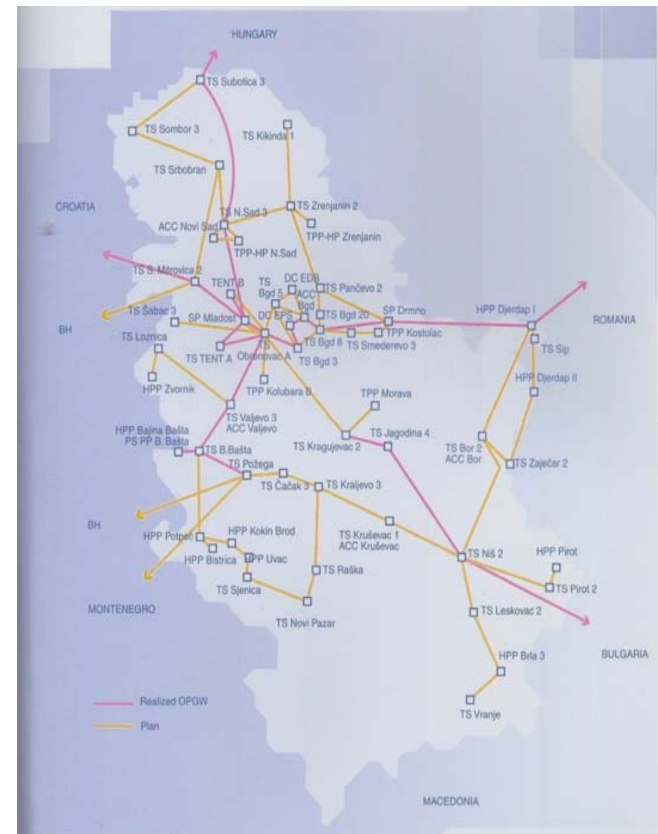 HUNGARY
TS Subotica 3
TS Sombor 3
TS Kikinda 1
TS Srbobran
CROATIA
TS Zrenjanin 2
TS N.Sad 3
ACC Novi Sad
TPP-HP Zrenjanin
TPP-HP N.Sad
TS S. Mitrovica 2
TENT B
TS
Bgd 5
DC EDB
ACC
Bgd
TS Pančevo 2
SP Drmno
HPP Djerdap I
ROMANIA
TS Šabac 3
SP Mladost
DC EPS
TS Bgd 20
BH
TS Loznica
TS
Obrenovac A
TS Bgd 8
TPP Kostolac
TS Smederevo 3
TS Sip
TS TENT A
TS Bgd 3
HPP Djerdap II
HPP Zvornik
TPP Kolubara B
TPP Morava
TS Valjevo 3
ACC Valjevo
HPP Bajina Bašta
PS PP B. Bašta
TS B.Bašta
TS Kragujevac 2
TS Jagodina 4
TS Bor 2
ACC Bor
TS Zaječar 2
TS Požega
TS Čačak 3
TS Kraljevo 3
BH
HPP Potpeć
HPP Kokin Brod
TS Kruševac 1
ACC Kruševac
HPP Bistrica
HPP Uvac
TS Niš 2
HPP Pirot
TS Raška
TS Pirot 2
TS Sjenica
MONTENEGRO
TS Novi Pazar
TS Leskovac 2
BULGARIA
HPP Brla 3
Realized OPGW
TS Vranje
Plan
MACEDONIA